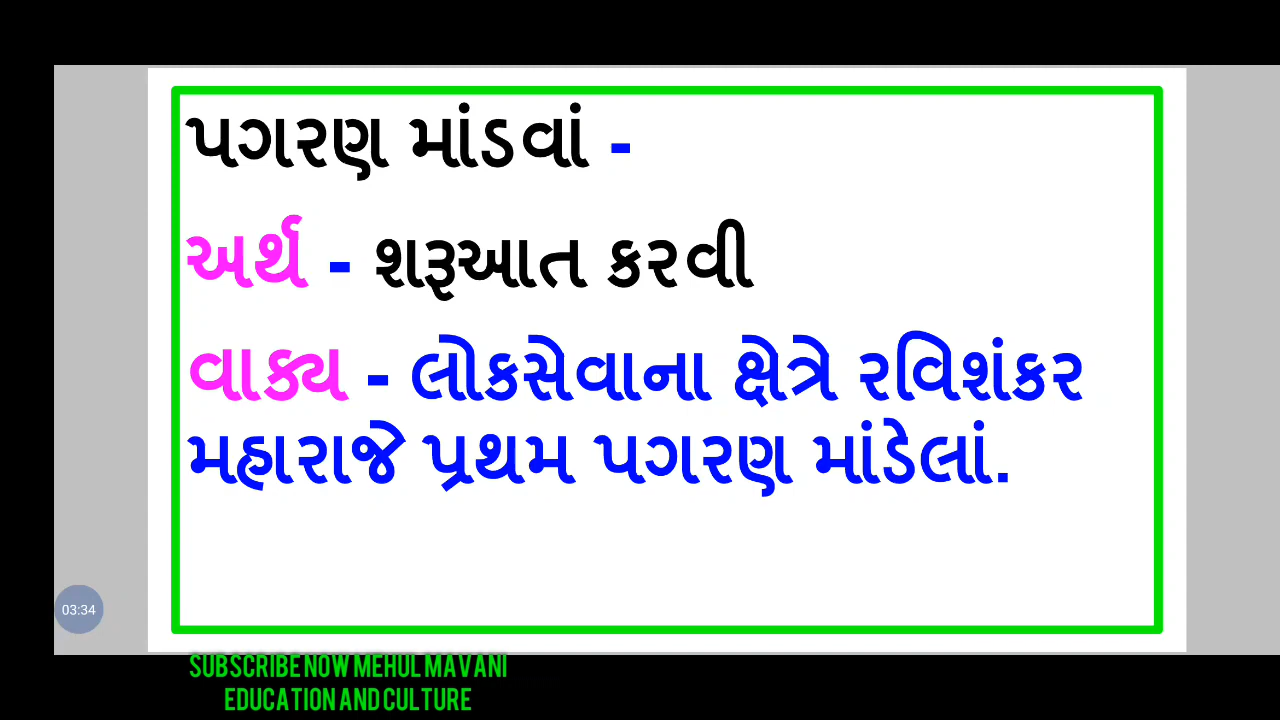 પગરણ માંડવાં -
અર્થ - શરૂઆત કરવી
વાક્ય - લોકસેવાના ક્ષેત્રે રવિશંકર
મહારાજે પ્રથમ પગરણ માંડેલાં.
03:34
SUBSCRIBE NOW MEHUL MAVANI
EDUCATION AND CULTURE